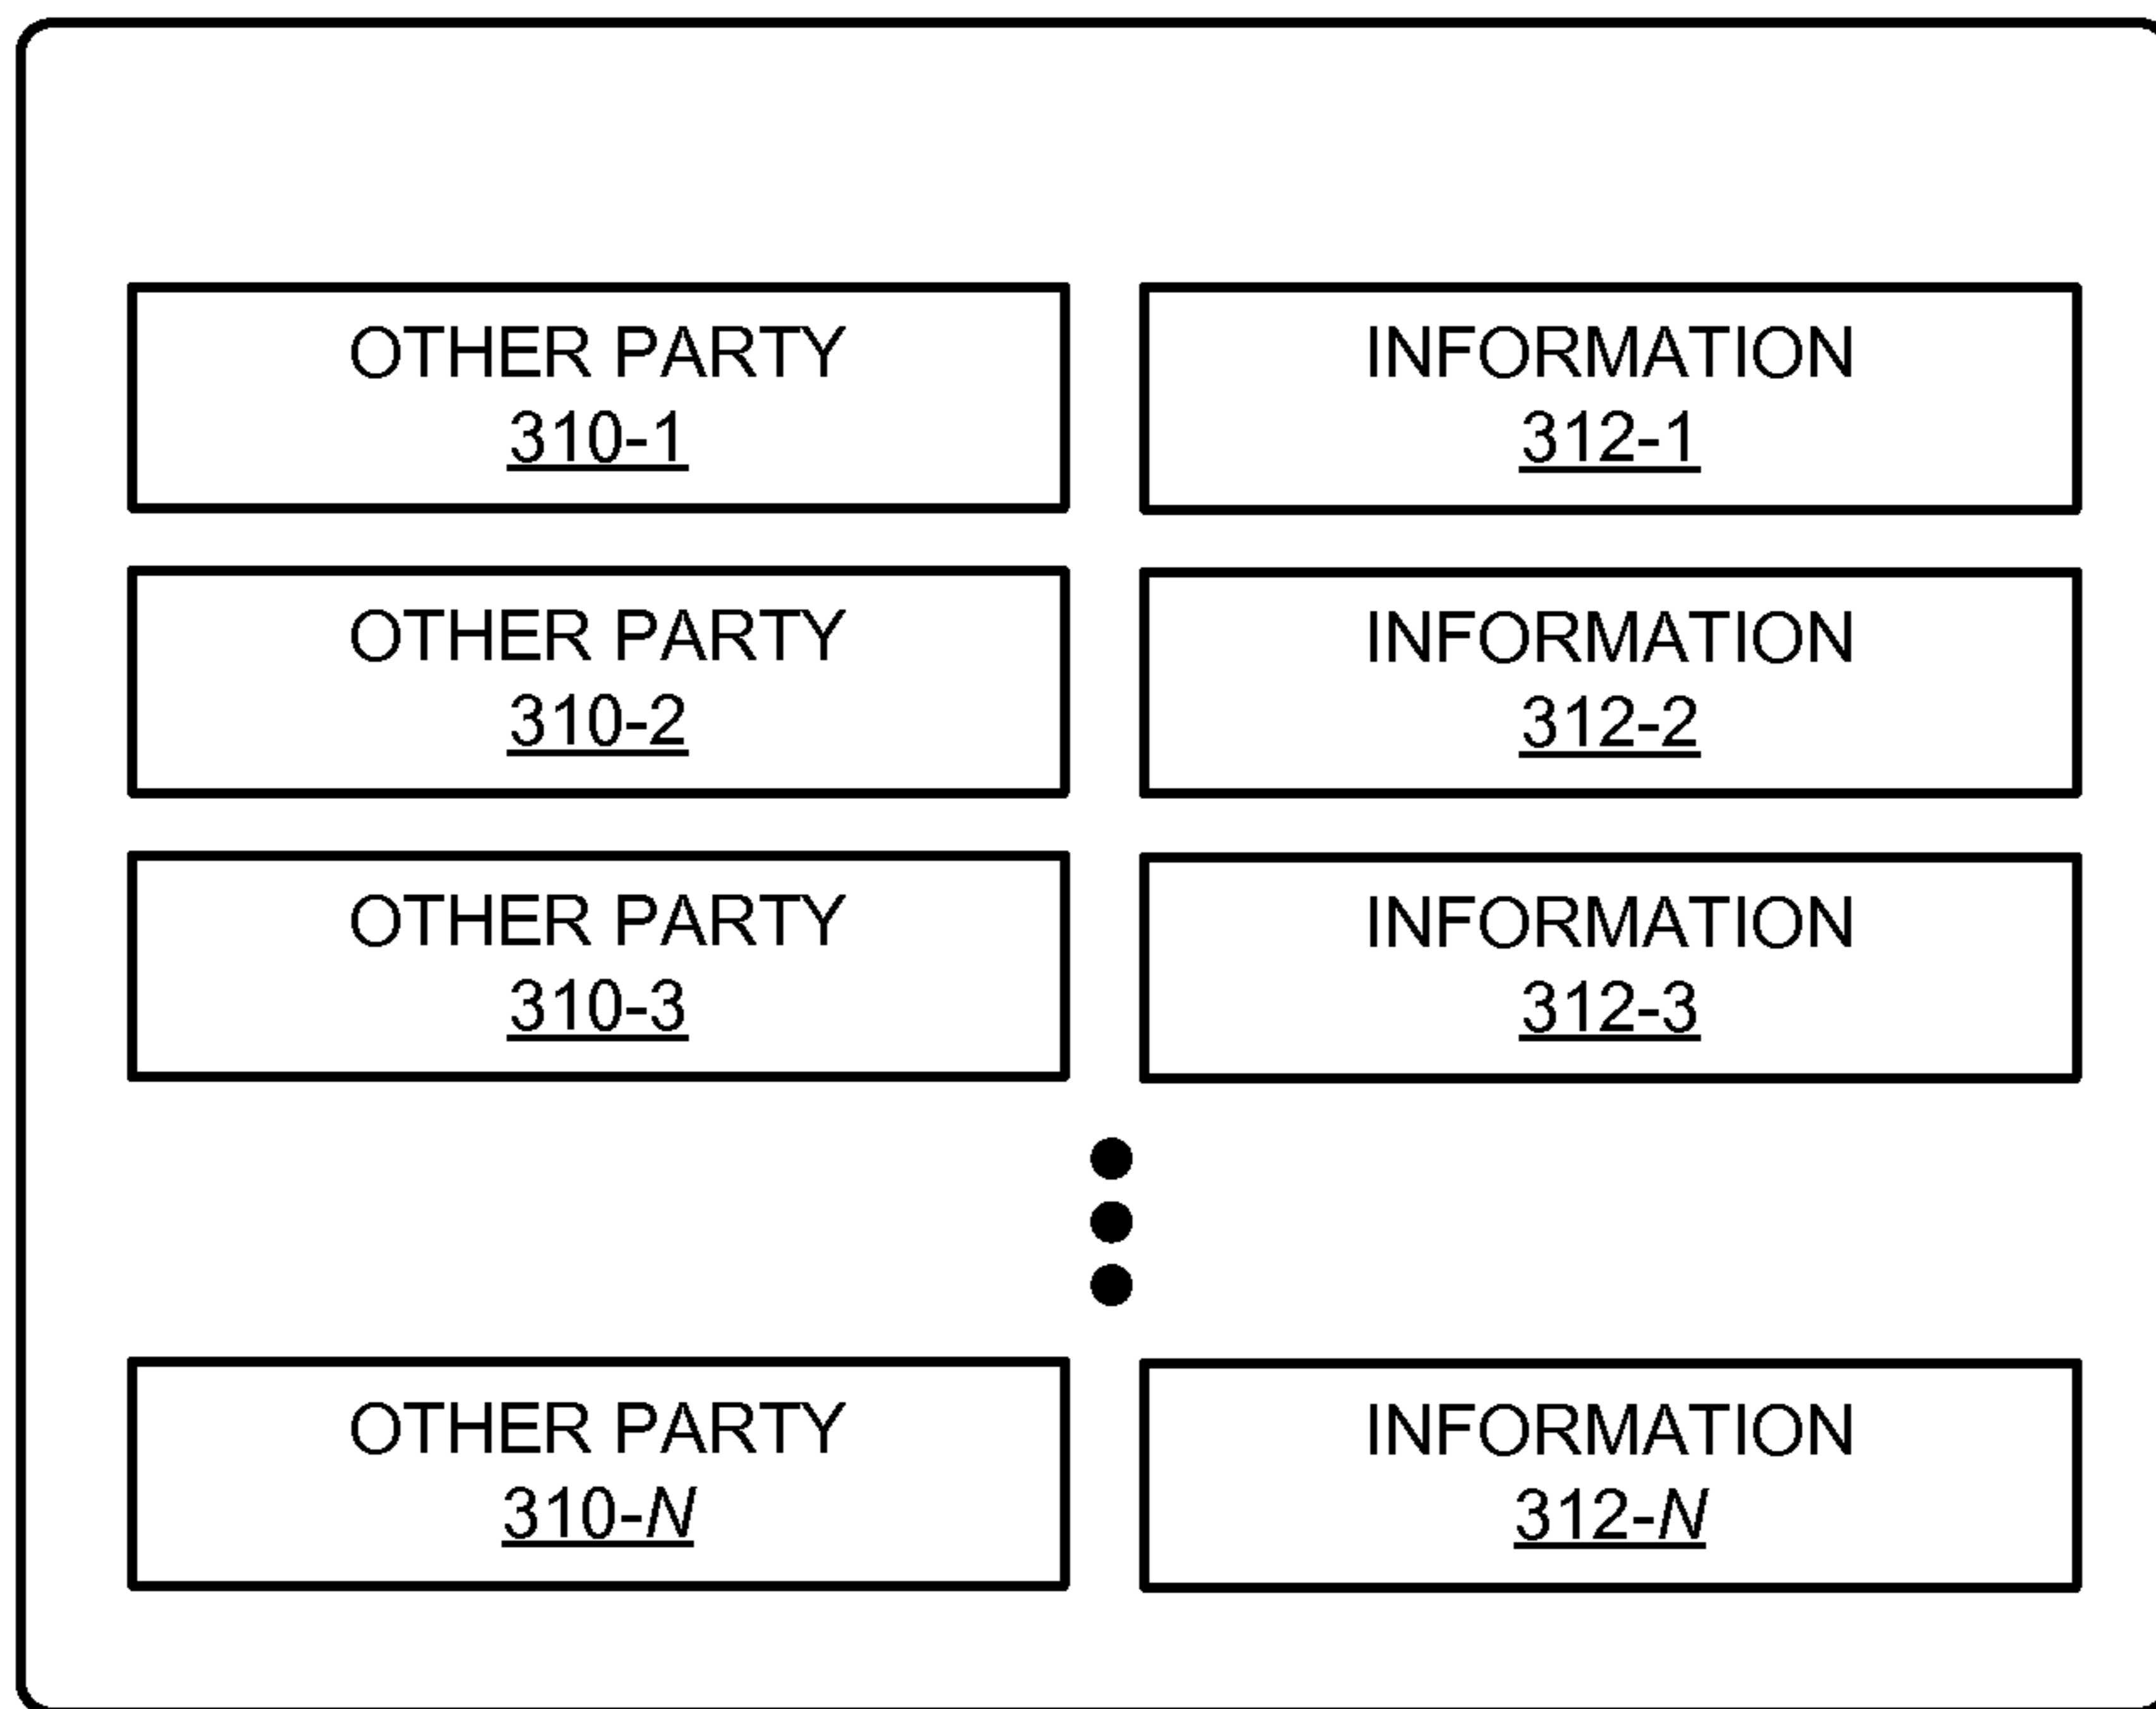 OTHER PARTY
310-1
INFORMATION
312-1
OTHER PARTY
310-2
INFORMATION
312-2
OTHER PARTY
310-3
INFORMATION
312-3
OTHER PARTY
310-N
INFORMATION
312-N